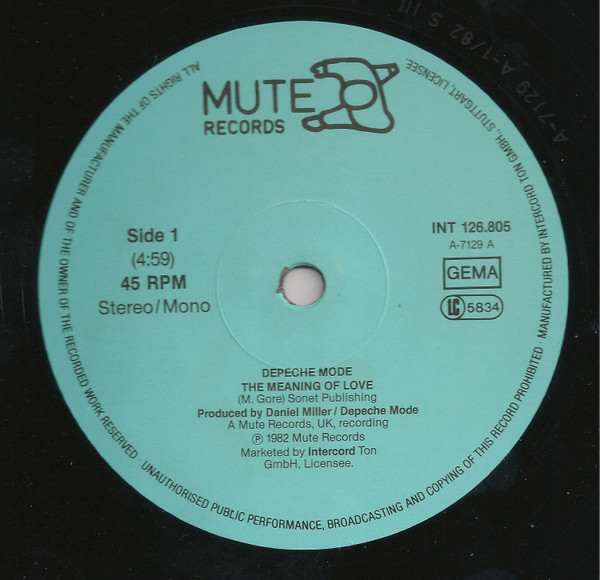 MUTE
RECORDS
Side 1
(4:59)
45 RPM
Stereo/Mono
INT 126.805
A-7129 A
GEMA
LC 5834
DEPECHE MODE
THE MEANING OF LOVE
(M. Gore) Sonet Publishing
Produced by Daniel Miller / Depeche Mode
A Mute Records, UK, recording
Ⓟ 1982 Mute Records
Marketed by Intercord Ton
GmbH, Licensee.
ALL RIGHTS OF THE MANUFACTURER AND OF THE OWNER OF THE RECORDED WORK RESERVED · UNAUTHORISED PUBLIC PERFORMANCE, BROADCASTING AND COPYING OF THIS RECORD PROHIBITED · MANUFACTURED BY INTERCORD TON GMBH, STUTTGART, LICENSEE.
A-7129 A-1/82 S III